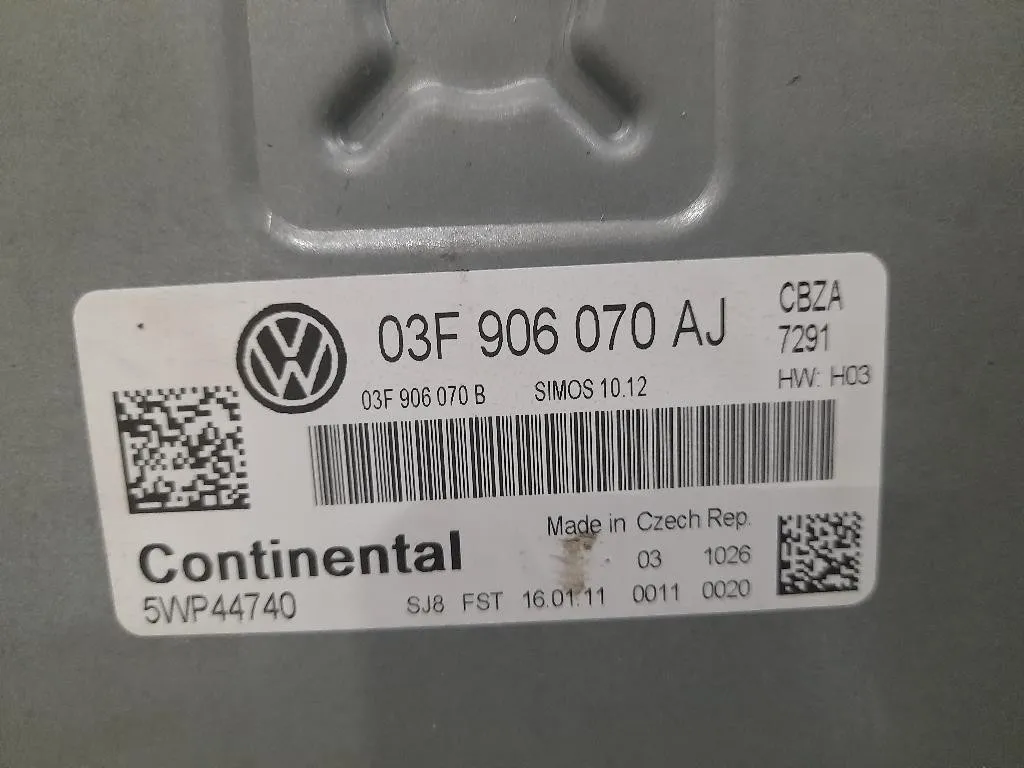 03F 906 070 AJ
CBZA
7291
HW: H03
03F 906 070 B SIMOS 10.12
Made in Czech Rep.
Continental
03 1026
5WP44740
SJ8 FST 16.01.11 0011 0020